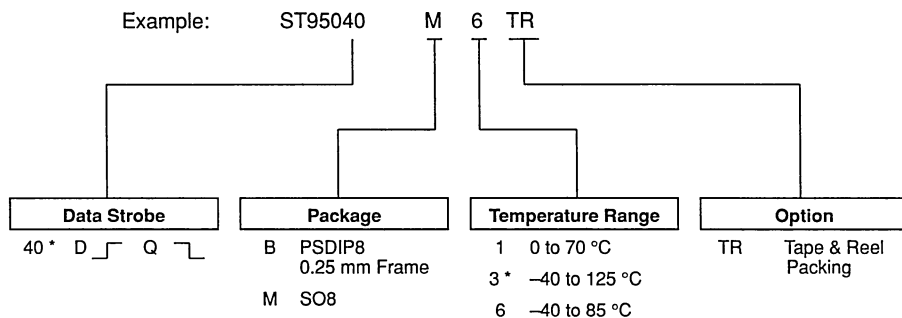 Example: ST95040 M 6 TR
Data Strobe Package Temperature Range Option
40 * D Q B PSDIP8 1 0 to 70 °C TR Tape & Reel
0.25 mm Frame Packing
3 * –40 to 125 °C
M SO8
6 –40 to 85 °C